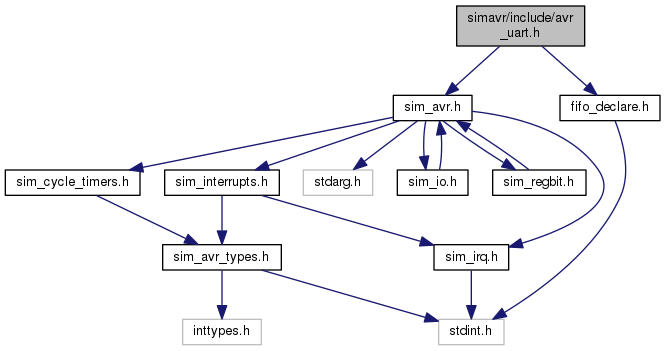 simavr/include/avr
_uart.h
sim_avr.h
fifo_declare.h
sim_cycle_timers.h
sim_interrupts.h
stdarg.h
sim_io.h
sim_regbit.h
sim_avr_types.h
sim_irq.h
inttypes.h
stdint.h